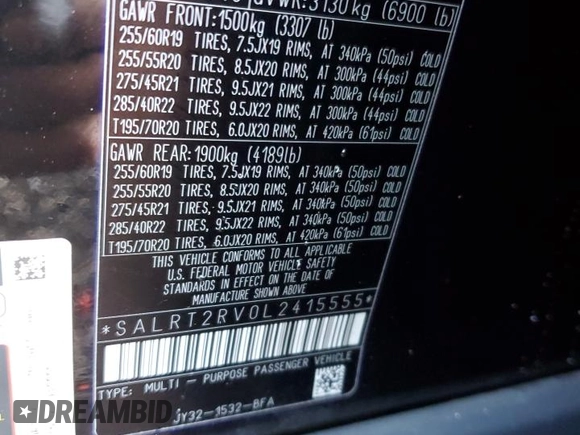 GVWR:3130kg (6900 lb)
GAWR FRONT:1500kg (3307 lb)
255/60R19 TIRES, 7.5JX19 RIMS, AT 340kPa (50psi) COLD
255/55R20 TIRES, 8.5JX20 RIMS, AT 300kPa (44psi) COLD
275/45R21 TIRES, 9.5JX21 RIMS, AT 300kPa (44psi) COLD
285/40R22 TIRES, 9.5JX22 RIMS, AT 300kPa (44psi) COLD
T195/70R20 TIRES, 6.0JX20 RIMS, AT 420kPa (61psi) COLD
GAWR REAR:1900kg (4189lb)
255/60R19 TIRES, 7.5JX19 RIMS, AT 340kPa (50psi) COLD
255/55R20 TIRES, 8.5JX20 RIMS, AT 340kPa (50psi) COLD
275/45R21 TIRES, 9.5JX21 RIMS, AT 340kPa (50psi) COLD
285/40R22 TIRES, 9.5JX22 RIMS, AT 340kPa (50psi) COLD
T195/70R20 TIRES, 6.0JX20 RIMS, AT 420kPa (61psi) COLD
THIS VEHICLE CONFORMS TO ALL APPLICABLE
U.S. FEDERAL MOTOR VEHICLE SAFETY
STANDARDS IN EFFECT ON THE DATE OF
MANUFACTURE SHOWN ABOVE.
*SALRT2RV0L2415555*
TYPE: MULTI - PURPOSE PASSENGER VEHICLE
JY32-1532-BFA
DREAMBID